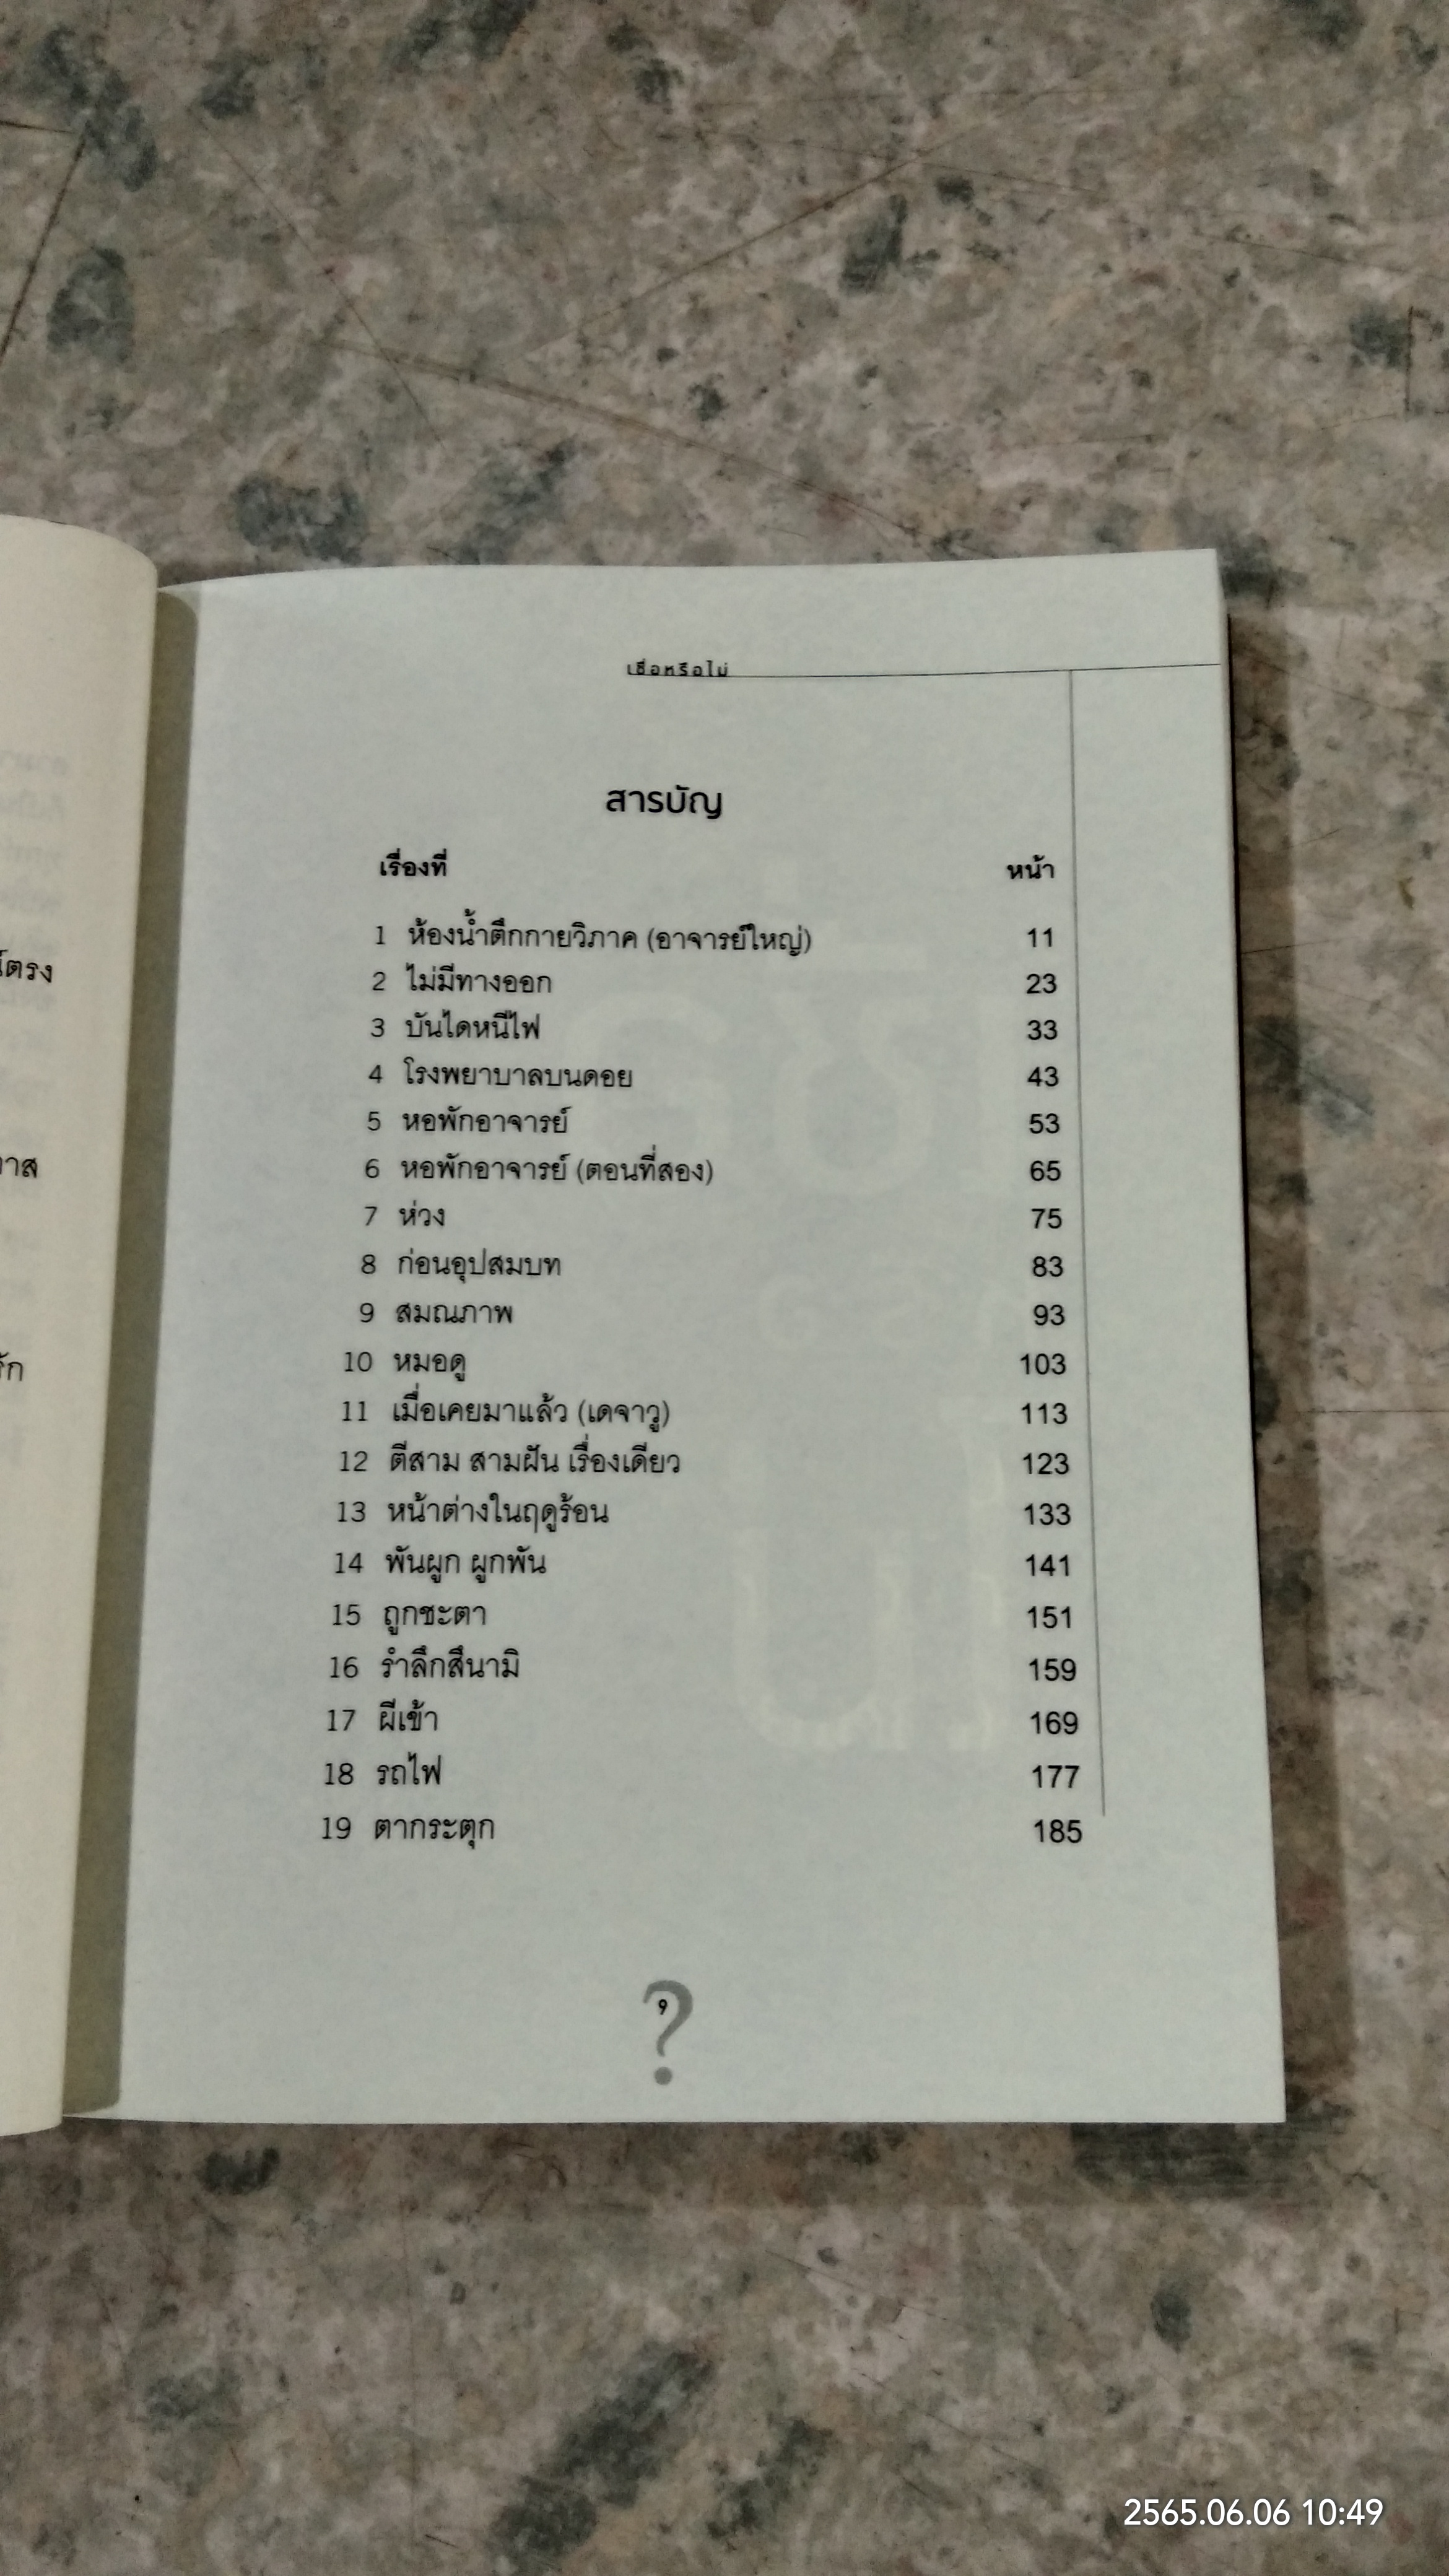 เชื่อหรือไม่
สารบัญ
เรื่องที่ หน้า
1 ห้องน้ำตึกกายวิภาค (อาจารย์ใหญ่) 11
2 ไม่มีทางออก 23
3 บันไดหนีไฟ 33
4 โรงพยาบาลบนดอย 43
5 หอพักอาจารย์ 53
6 หอพักอาจารย์ (ตอนที่สอง) 65
7 ห่วง 75
8 ก่อนอุปสมบท 83
9 สมณภาพ 93
10 หมอดู 103
11 เมื่อเคยมาแล้ว (เดจาวู) 113
12 ตีสาม สามฝัน เรื่องเดียว 123
13 หน้าต่างในฤดูร้อน 133
14 พันผูก ผูกพัน 141
15 ถูกชะตา 151
16 รำลึกสึนามิ 159
17 ผีเข้า 169
18 รถไฟ 177
19 ตากระตุก 185
?
9
2565.06.06 10:49